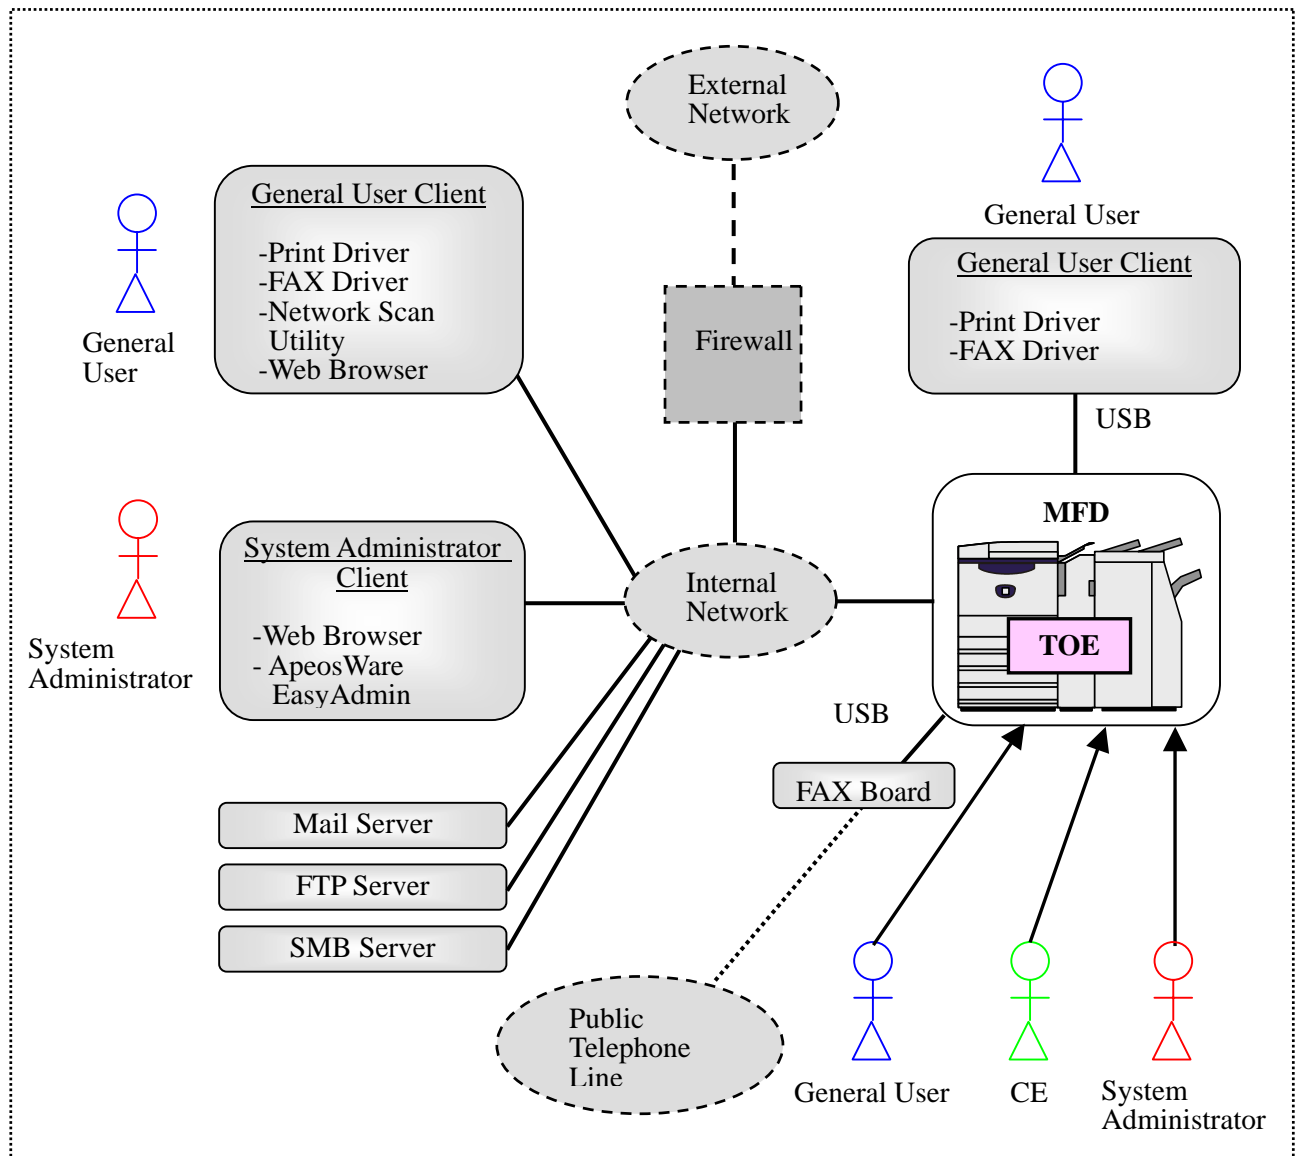 External
Network
General User
General User Client
-Print Driver
-FAX Driver
-Network Scan
Utility
-Web Browser
General
User
General User Client
-Print Driver
-FAX Driver
Firewall
USB
MFD
TOE
System Administrator
Client
-Web Browser
- ApeosWare
EasyAdmin
System
Administrator
Internal
Network
USB
FAX Board
Mail Server
FTP Server
SMB Server
Public
Telephone
Line
General User
CE
System
Administrator